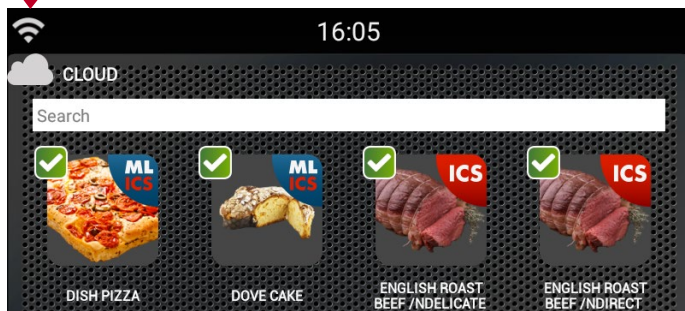 16:05
CLOUD
Search
ML
ICS
ML
ICS
ICS
ICS
DISH PIZZA
DOVE CAKE
ENGLISH ROAST
BEEF /NDELICATE
ENGLISH ROAST
BEEF /NDIRECT